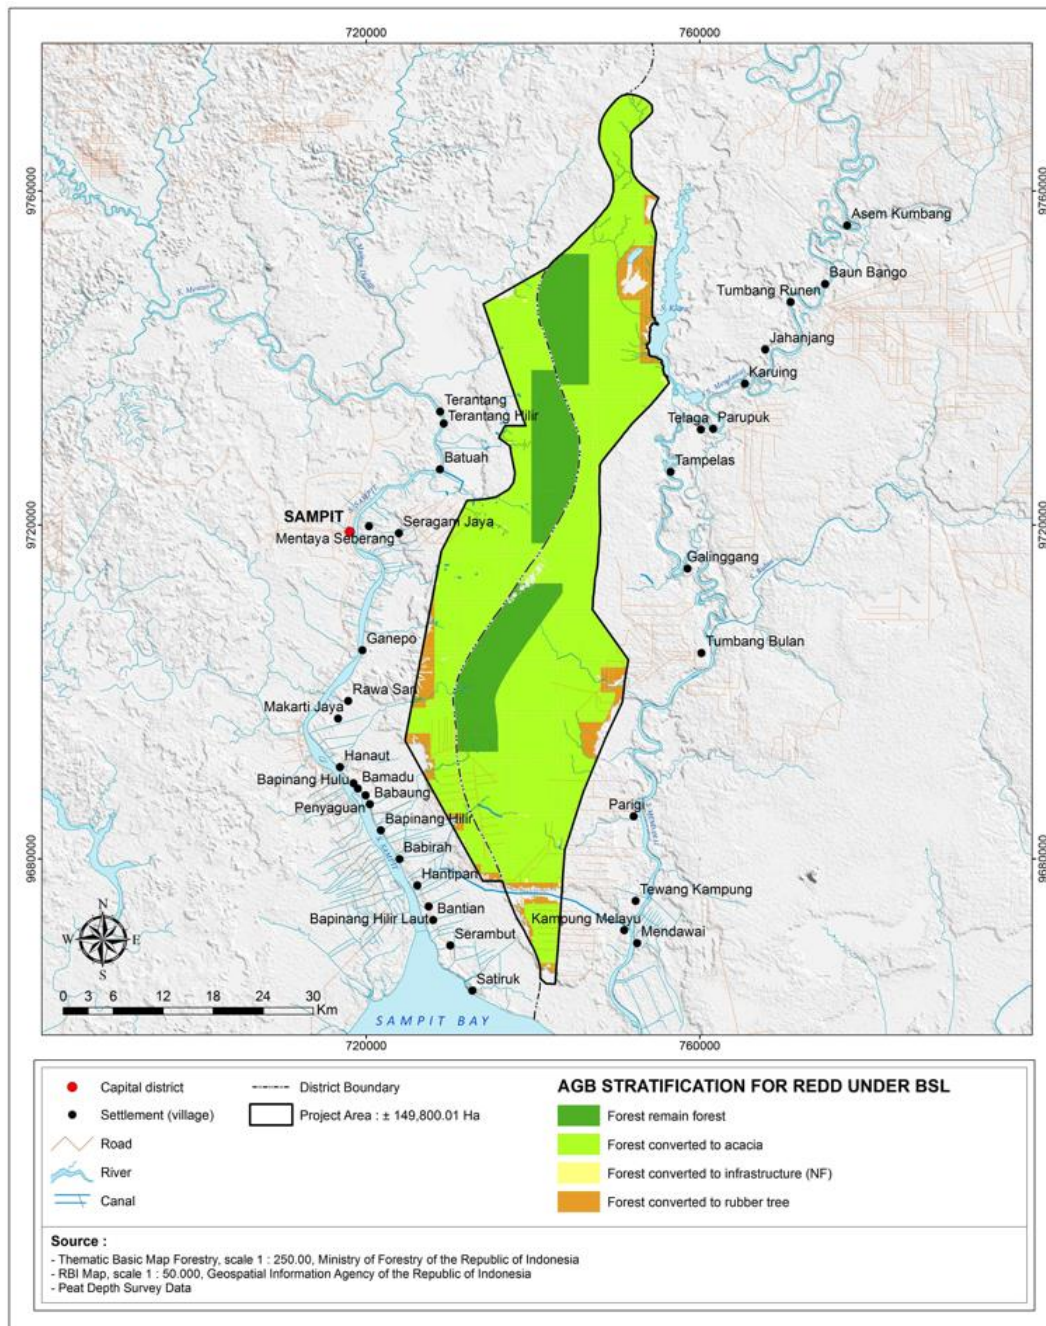 720000
760000
9760000
9760000
Asem Kumbang
Baun Bango
Tumbang Runen
S. Mentaya
Jahanjang
Karuing
Terantang
Terantang Hilir
Telaga
Parupuk
Batuah
Tampelas
S. SAMPIT
SAMPIT
Seragam Jaya
Mentaya Seberang
9720000
9720000
Galinggang
Ganepo
Tumbang Bulan
Rawa Sari
Makarti Jaya
Hanaut
Bapinang Hulu
Bamadu
Babaung
Penyaguan
Parigi
Bapinang Hilir
S. SAMPIT
Babirah
9680000
9680000
Hantipan
Tewang Kampung
Bantian
Bapinang Hilir Laut
Kampung Melayu
Serambut
Mendawai
N
W
E
S
Satiruk
0 3 6 12 18 24 30
Km
SAMPIT BAY
720000
760000
Capital district
Settlement (village)
Road
River
Canal
District Boundary
Project Area : ± 149,800.01 Ha
AGB STRATIFICATION FOR REDD UNDER BSL
Forest remain forest
Forest converted to acacia
Forest converted to infrastructure (NF)
Forest converted to rubber tree
Source :
- Thematic Basic Map Forestry, scale 1 : 250.00, Ministry of Forestry of the Republic of Indonesia
- RBI Map, scale 1 : 50.000, Geospatial Information Agency of the Republic of Indonesia
- Peat Depth Survey Data